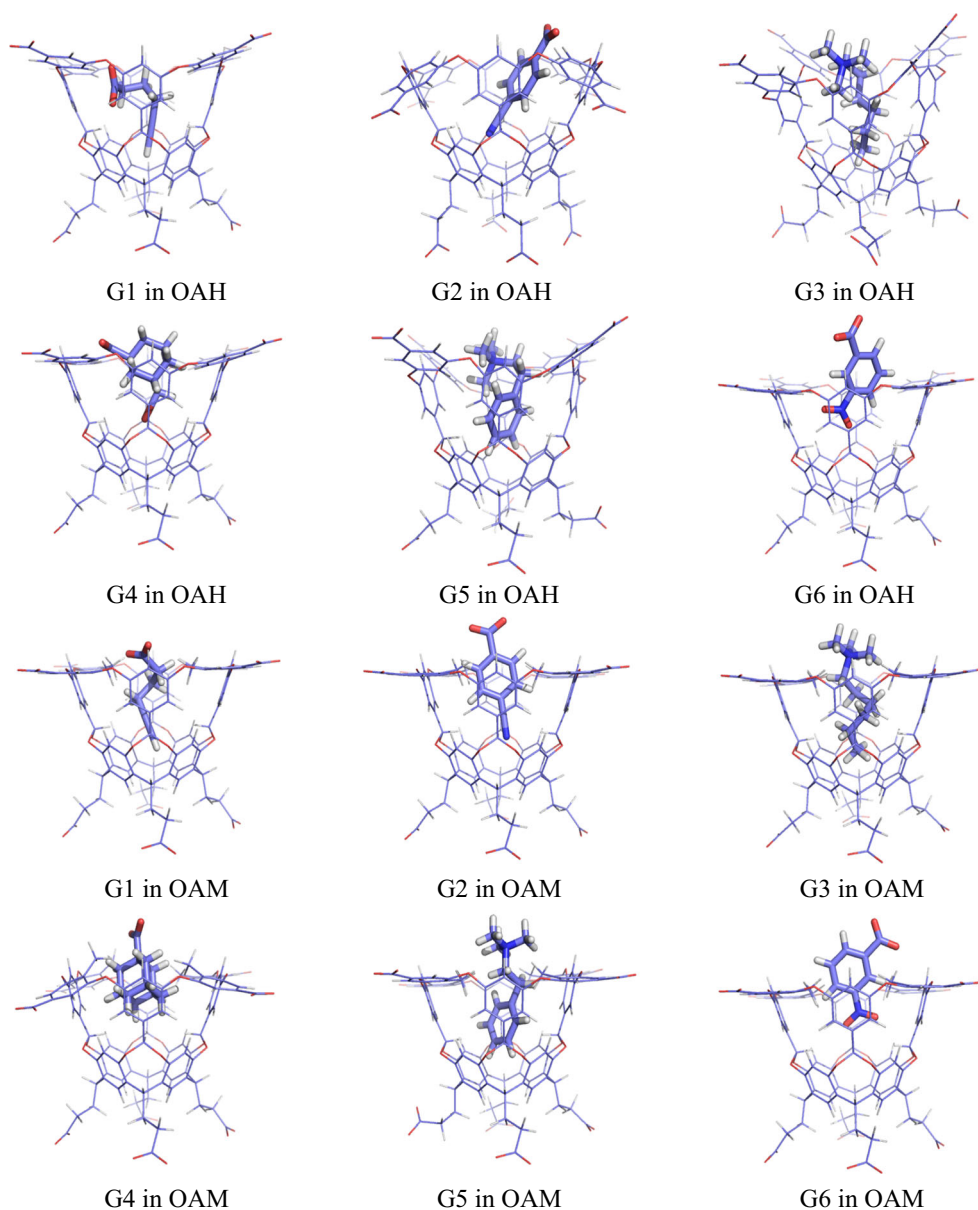 G1 in OAH
G2 in OAH
G3 in OAH
G4 in OAH
G5 in OAH
G6 in OAH
G1 in OAM
G2 in OAM
G3 in OAM
G4 in OAM
G5 in OAM
G6 in OAM